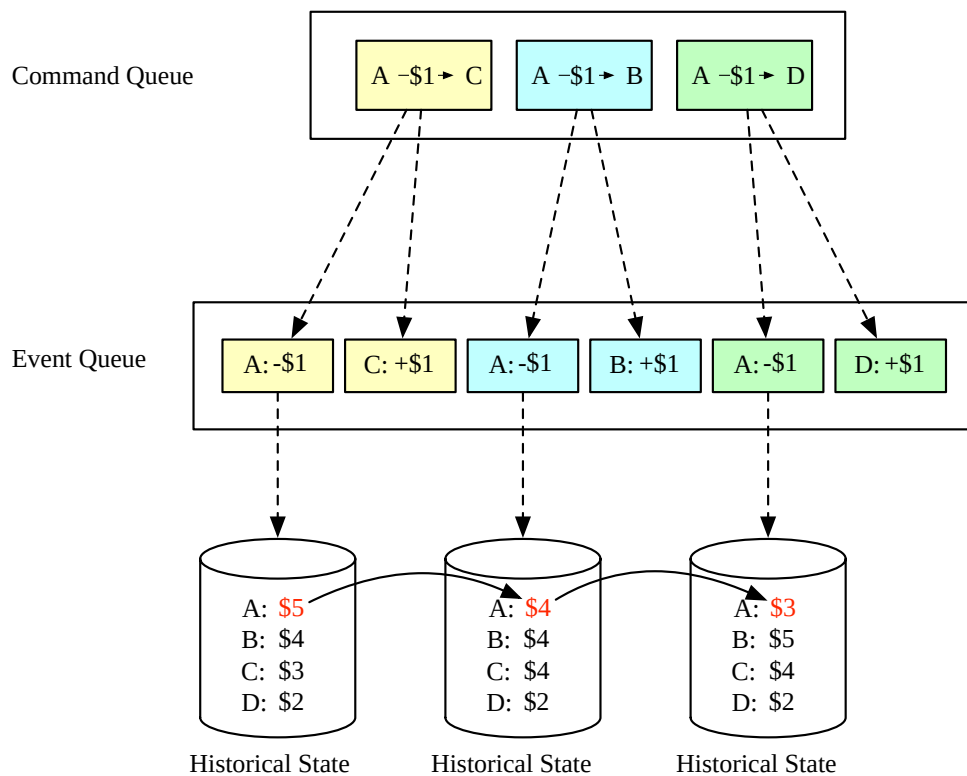 Command Queue
A –$1→ C
A –$1→ B
A –$1→ D
Event Queue
A: -$1
C: +$1
A: -$1
B: +$1
A: -$1
D: +$1
A: $5
B: $4
C: $3
D: $2
Historical State
A: $4
B: $4
C: $4
D: $2
Historical State
A: $3
B: $5
C: $4
D: $2
Historical State